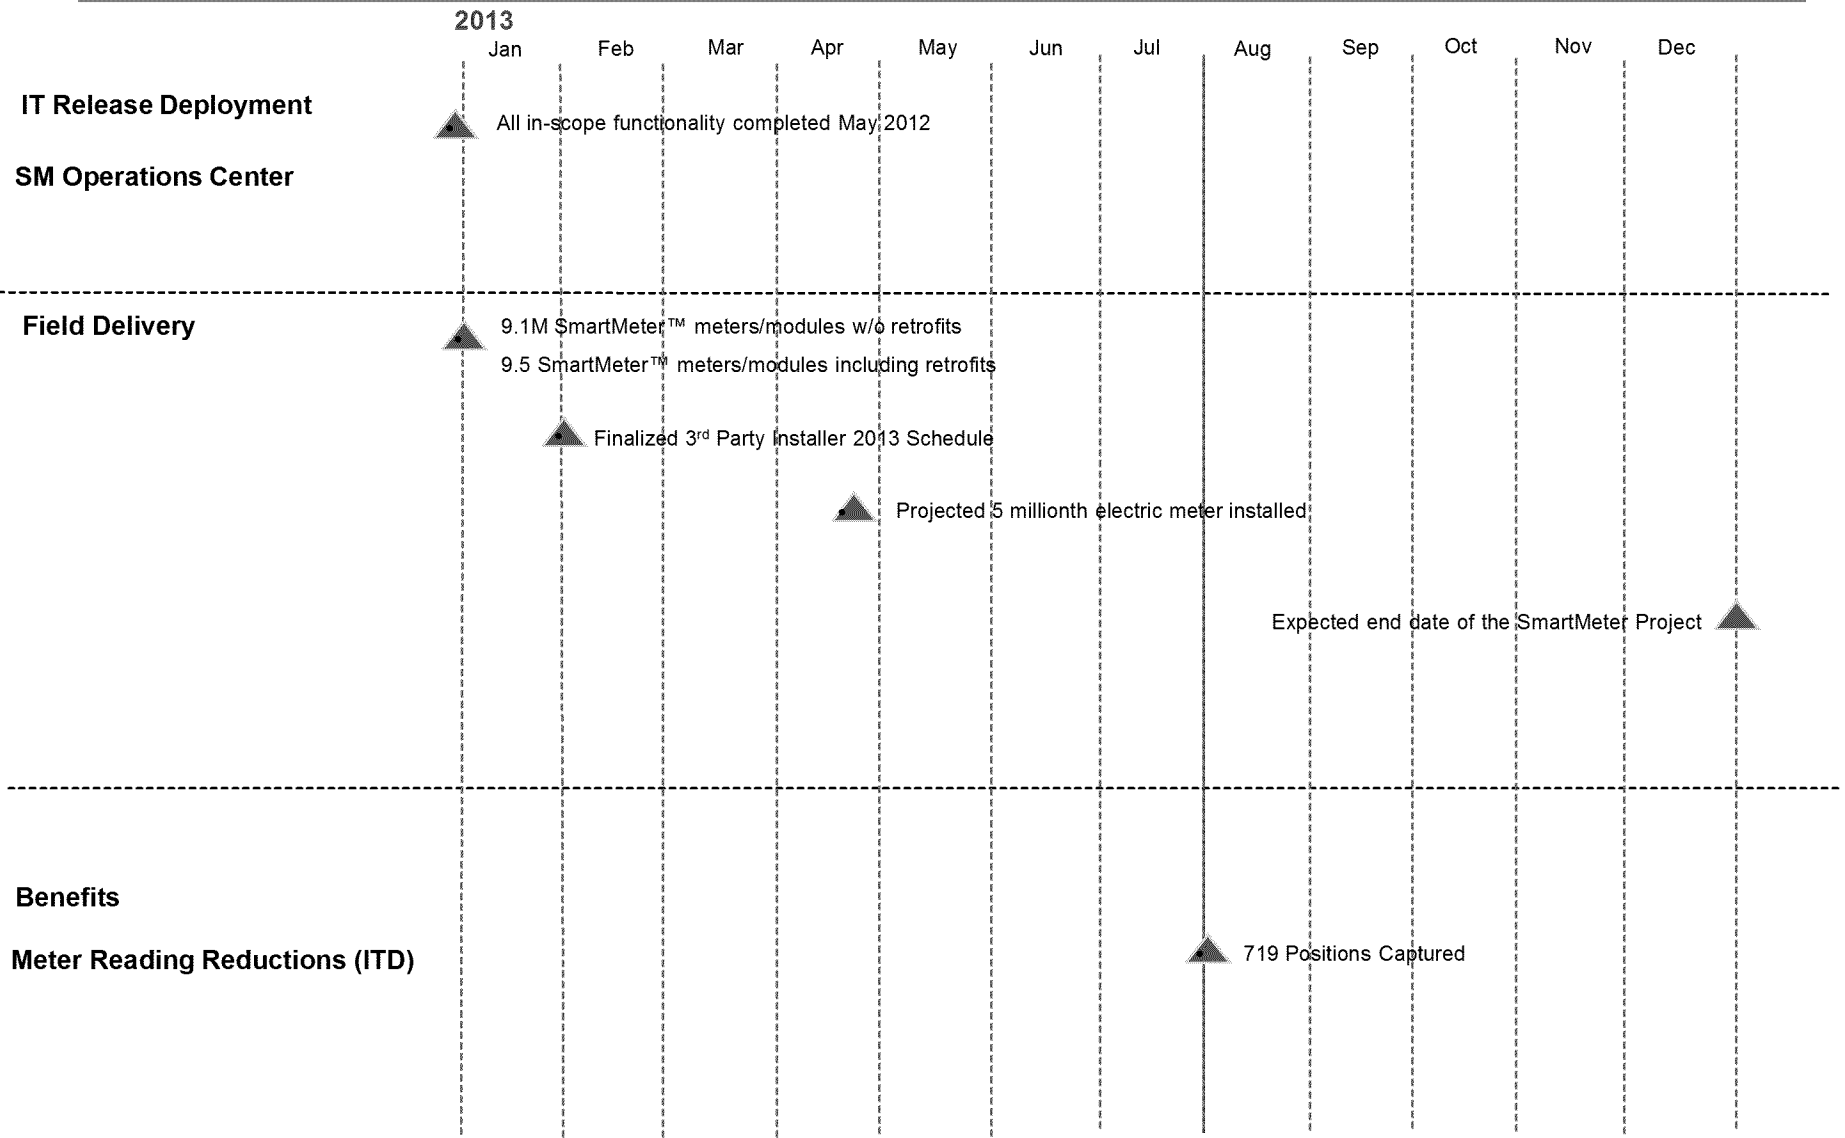 2013
Jan Feb Mar Apr May Jun Jul Aug Sep Oct Nov Dec
IT Release Deployment
All in-scope functionality completed May 2012
SM Operations Center
Field Delivery
9.1M SmartMeter™ meters/modules w/o retrofits
9.5 SmartMeter™ meters/modules including retrofits
Finalized 3rd Party Installer 2013 Schedule
Projected 5 millionth electric meter installed
Expected end date of the SmartMeter Project
Benefits
Meter Reading Reductions (ITD)
719 Positions Captured